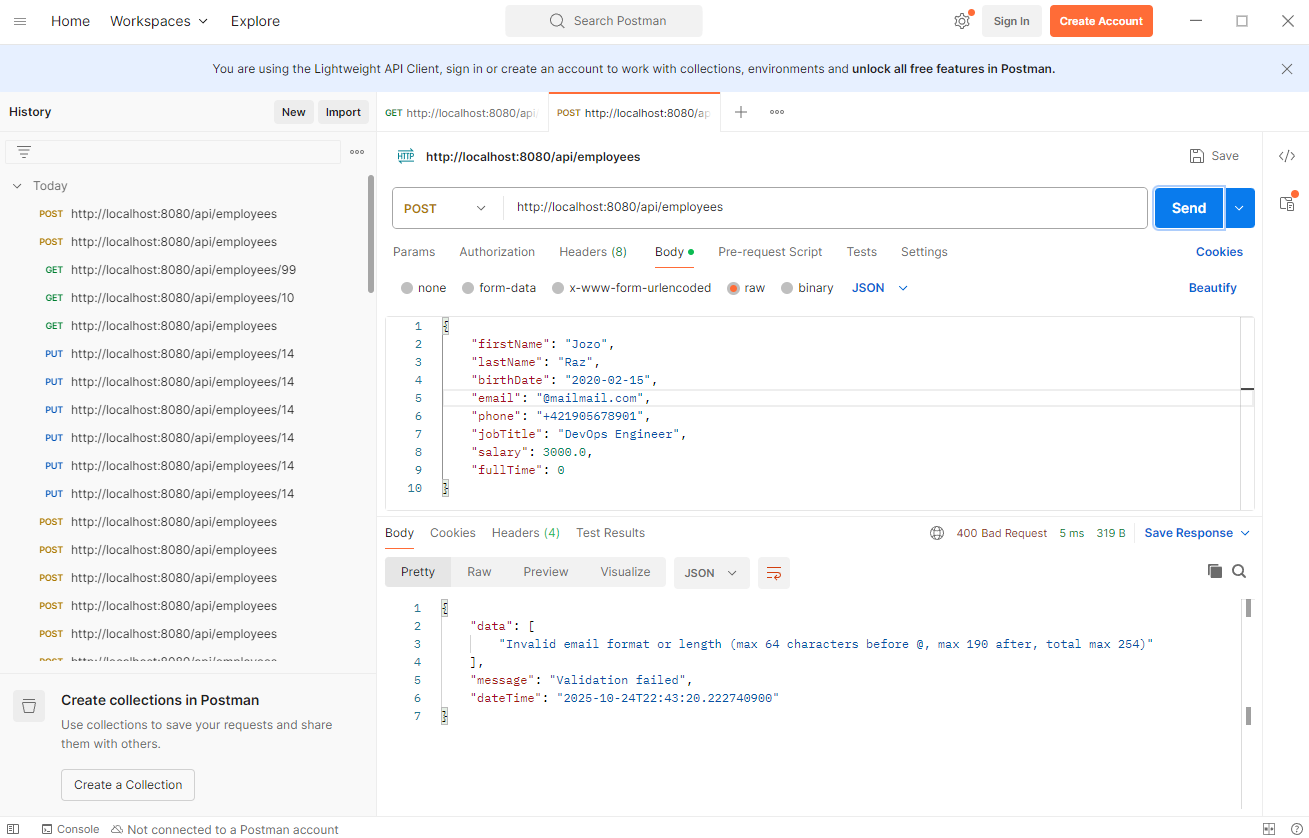 Home Workspaces Explore Search Postman Sign In Create Account
You are using the Lightweight API Client, sign in or create an account to work with collections, environments and unlock all free features in Postman.
History New Import
Today
POST http://localhost:8080/api/employees
POST http://localhost:8080/api/employees
GET http://localhost:8080/api/employees/99
GET http://localhost:8080/api/employees/10
GET http://localhost:8080/api/employees
PUT http://localhost:8080/api/employees/14
PUT http://localhost:8080/api/employees/14
PUT http://localhost:8080/api/employees/14
PUT http://localhost:8080/api/employees/14
PUT http://localhost:8080/api/employees/14
PUT http://localhost:8080/api/employees/14
POST http://localhost:8080/api/employees
POST http://localhost:8080/api/employees
POST http://localhost:8080/api/employees
POST http://localhost:8080/api/employees
POST http://localhost:8080/api/employees
POST http://localhost:8080/api/employees
Create collections in Postman
Use collections to save your requests and share
them with others.
Create a Collection
GET http://localhost:8080/api/ POST http://localhost:8080/ap
HTTP http://localhost:8080/api/employees Save </>
POST http://localhost:8080/api/employees Send
Params Authorization Headers (8) Body Pre-request Script Tests Settings Cookies
none form-data x-www-form-urlencoded raw binary JSON Beautify
1 {
2 "firstName": "Jozo",
3 "lastName": "Raz",
4 "birthDate": "2020-02-15",
5 "email": "@mailmail.com",
6 "phone": "+421905678901",
7 "jobTitle": "DevOps Engineer",
8 "salary": 3000.0,
9 "fullTime": 0
10 }
Body Cookies Headers (4) Test Results 400 Bad Request 5 ms 319 B Save Response
Pretty Raw Preview Visualize JSON
1 {
2 "data": [
3 "Invalid email format or length (max 64 characters before @, max 190 after, total max 254)"
4 ],
5 "message": "Validation failed",
6 "dateTime": "2025-10-24T22:43:20.222740900"
7 }
Console Not connected to a Postman account